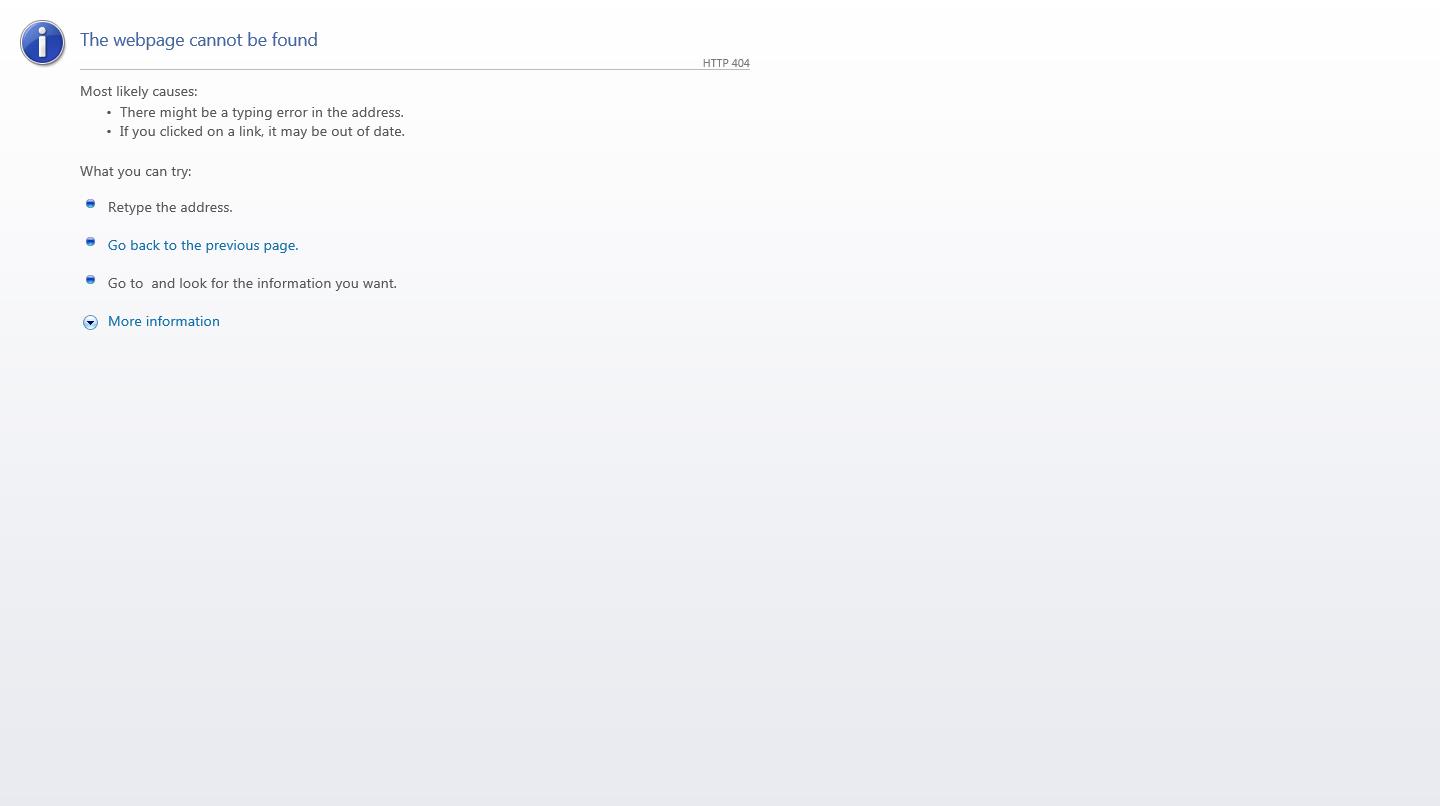 The webpage cannot be found
HTTP 404
Most likely causes:
• There might be a typing error in the address.
• If you clicked on a link, it may be out of date.
What you can try:
Retype the address.
Go back to the previous page.
Go to  and look for the information you want.
More information